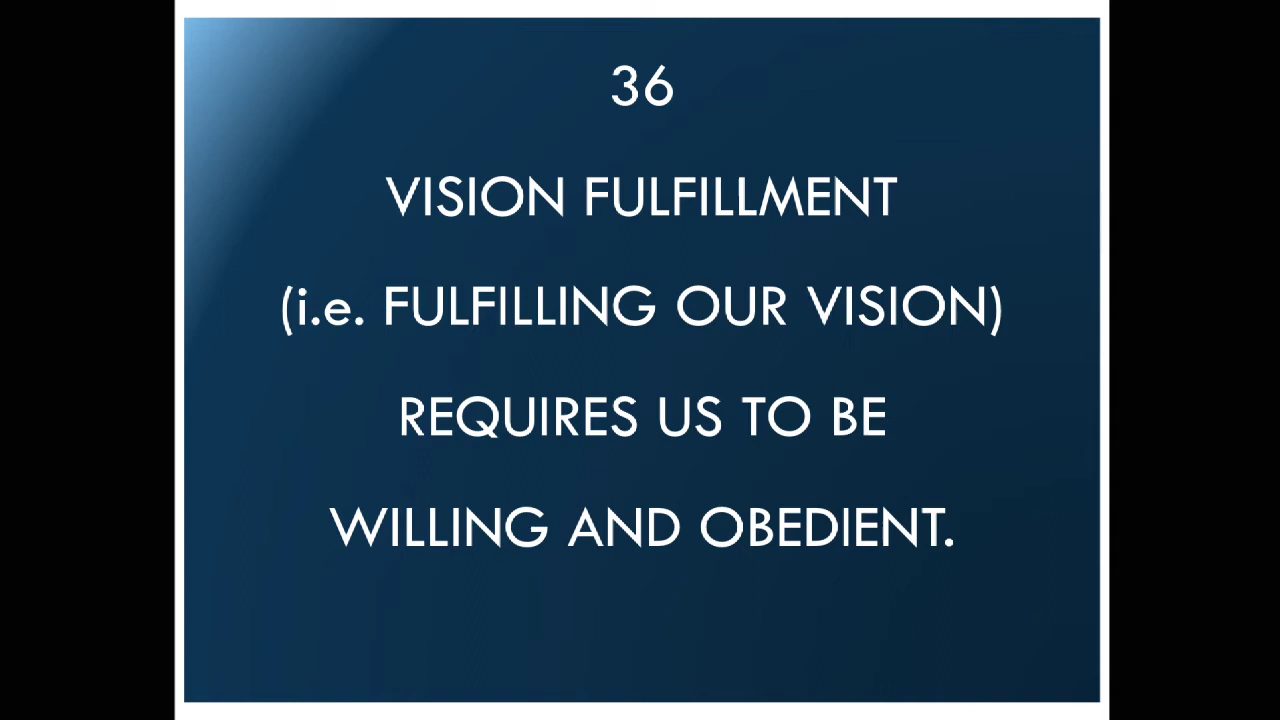 36
VISION FULFILLMENT
(i.e. FULFILLING OUR VISION)
REQUIRES US TO BE
WILLING AND OBEDIENT.